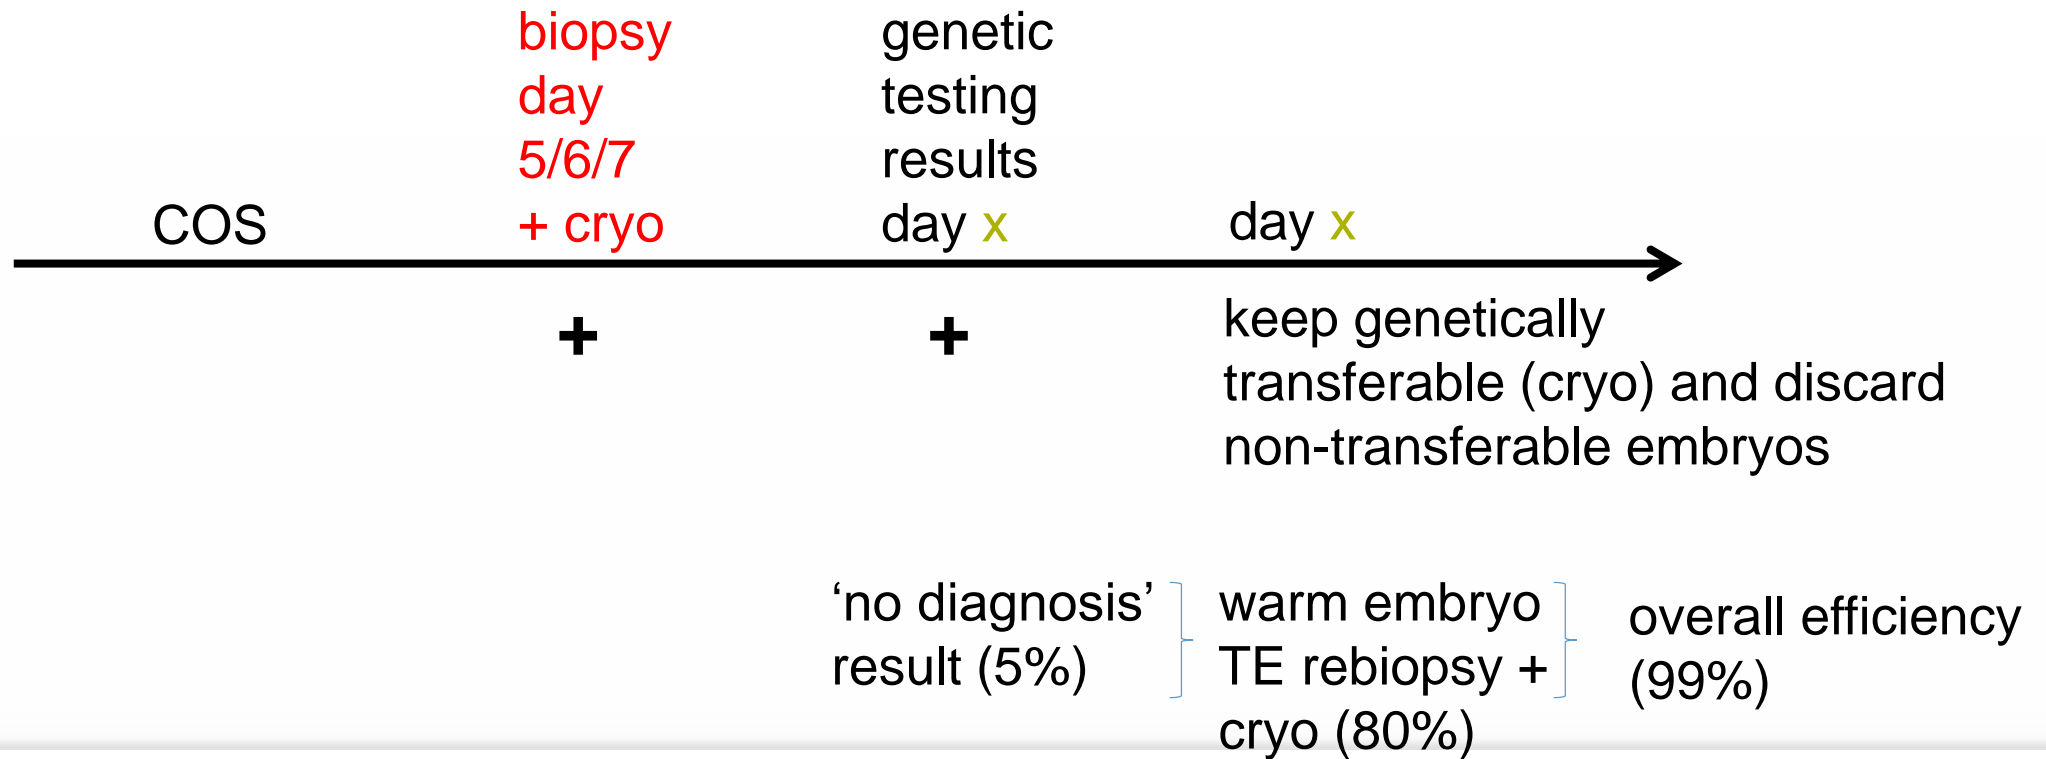 biopsy
day
5/6/7
+ cryo
genetic
testing
results
day x
COS
day x
+
+
keep genetically
transferable (cryo) and discard
non-transferable embryos
‘no diagnosis’
result (5%)
warm embryo
TE rebiopsy +
cryo (80%)
overall efficiency
(99%)